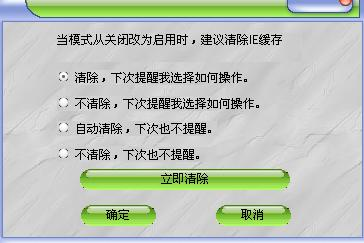 当模式从关闭改为启用时，建议清除IE缓存
清除，下次提醒我选择如何操作。
不清除，下次提醒我选择如何操作。
自动清除，下次也不提醒。
不清除，下次也不提醒。
立即清除
确定
取消